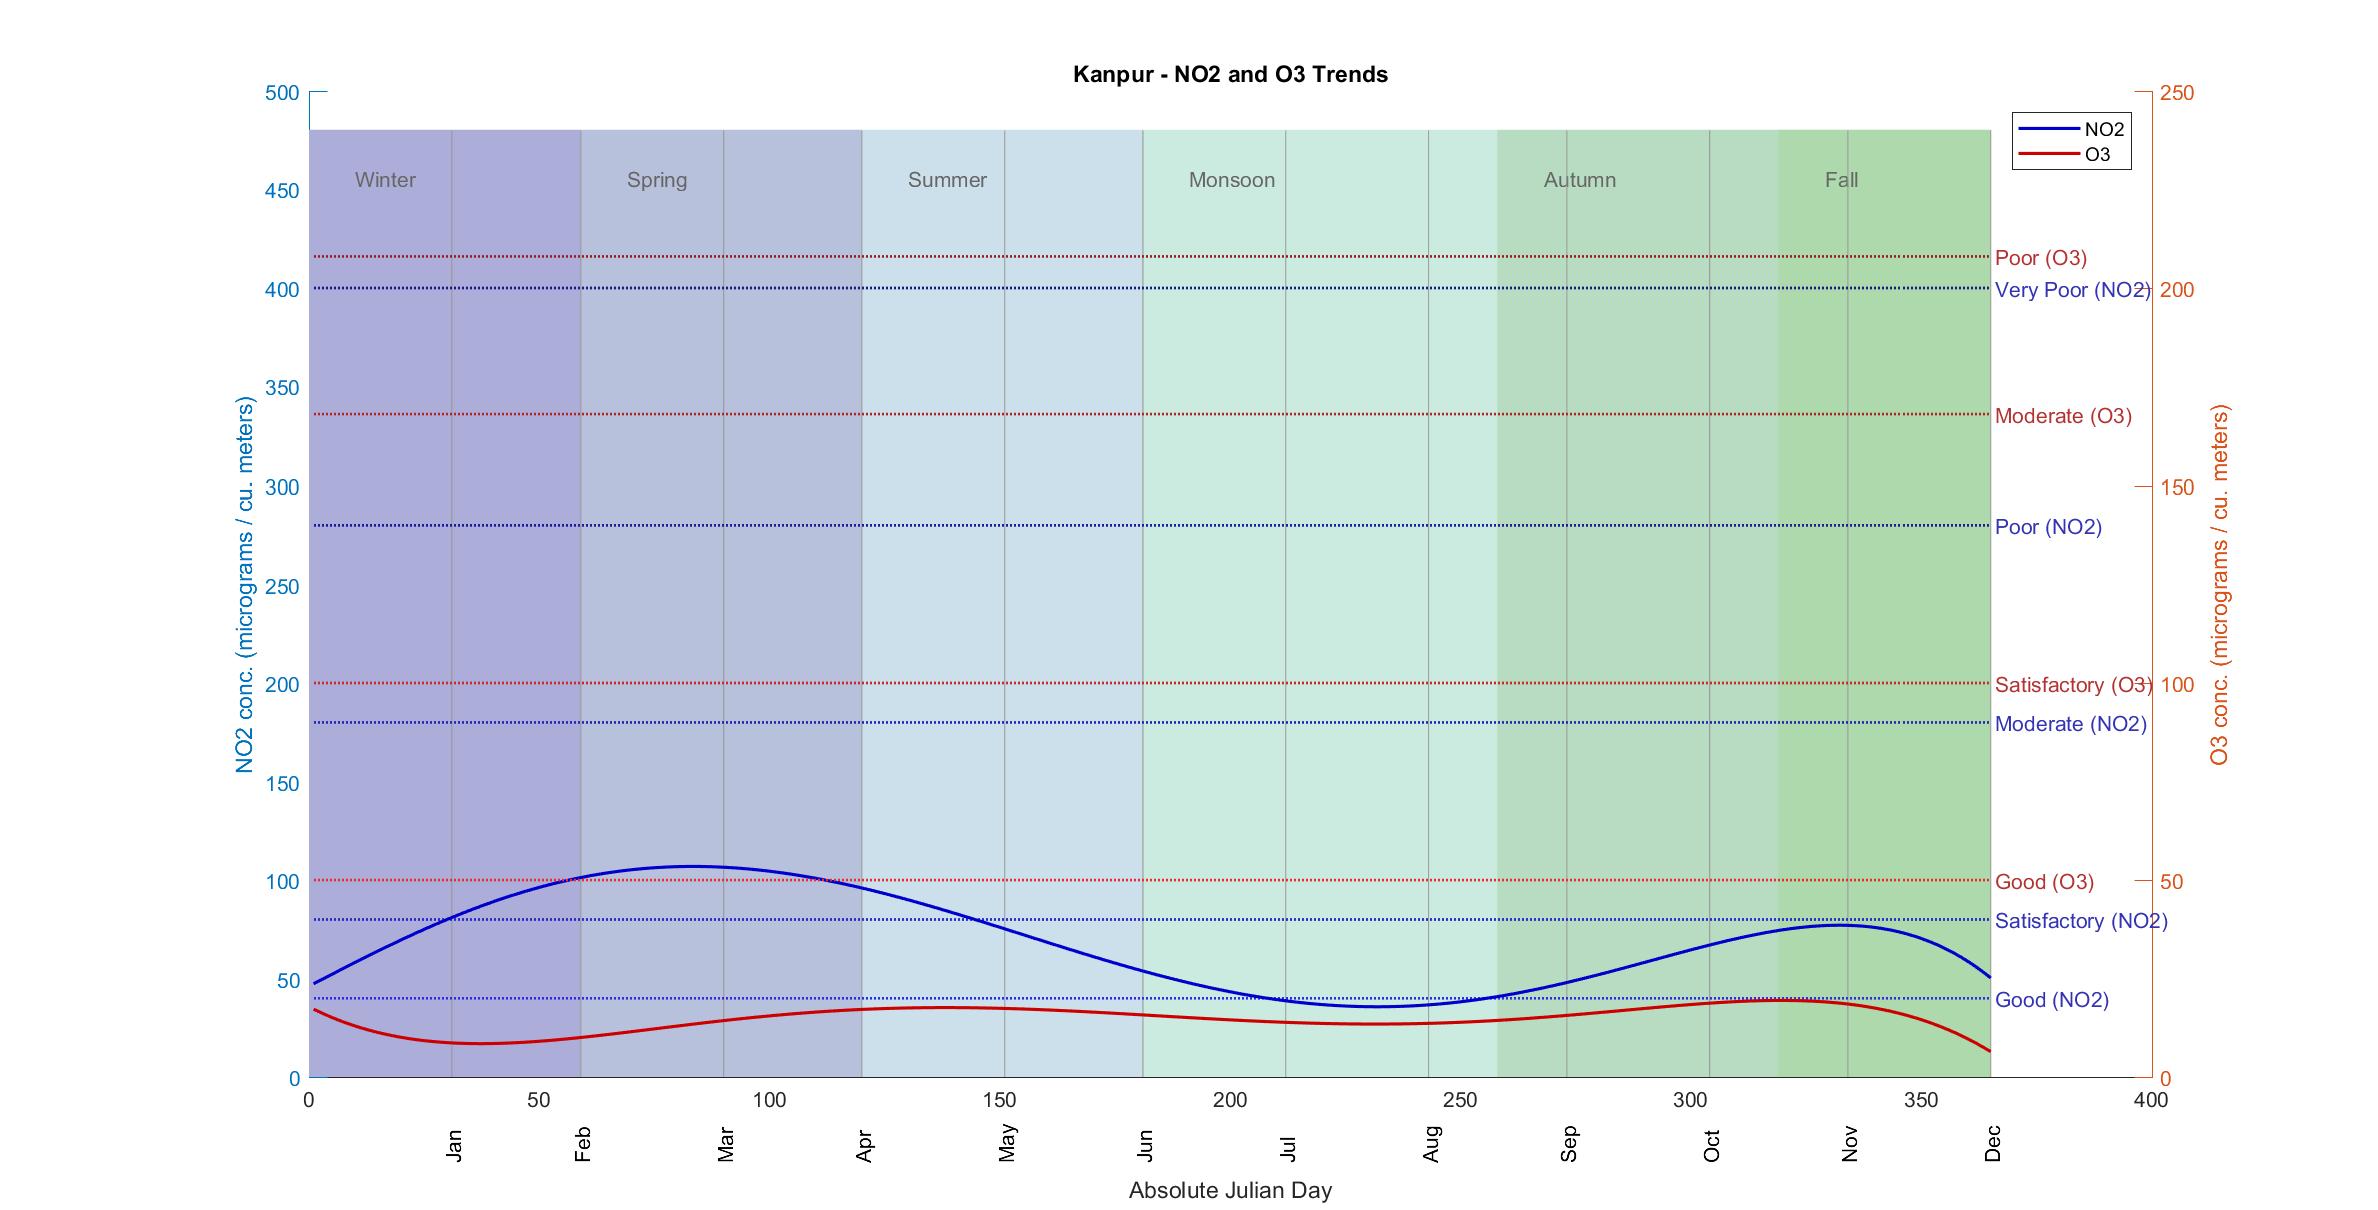 Kanpur - NO2 and O3 Trends
500
450
400
350
300
250
200
150
100
50
0
NO2 conc. (micrograms / cu. meters)
Winter
Spring
Summer
Monsoon
Autumn
Fall
NO2
O3
Poor (O3)
Very Poor (NO2)
Moderate (O3)
Poor (NO2)
Satisfactory (O3)
Moderate (NO2)
Good (O3)
Satisfactory (NO2)
Good (NO2)
250
200
150
100
50
0
O3 conc. (micrograms / cu. meters)
0 50 100 150 200 250 300 350 400
Jan Feb Mar Apr May Jun Jul Aug Sep Oct Nov Dec
Absolute Julian Day